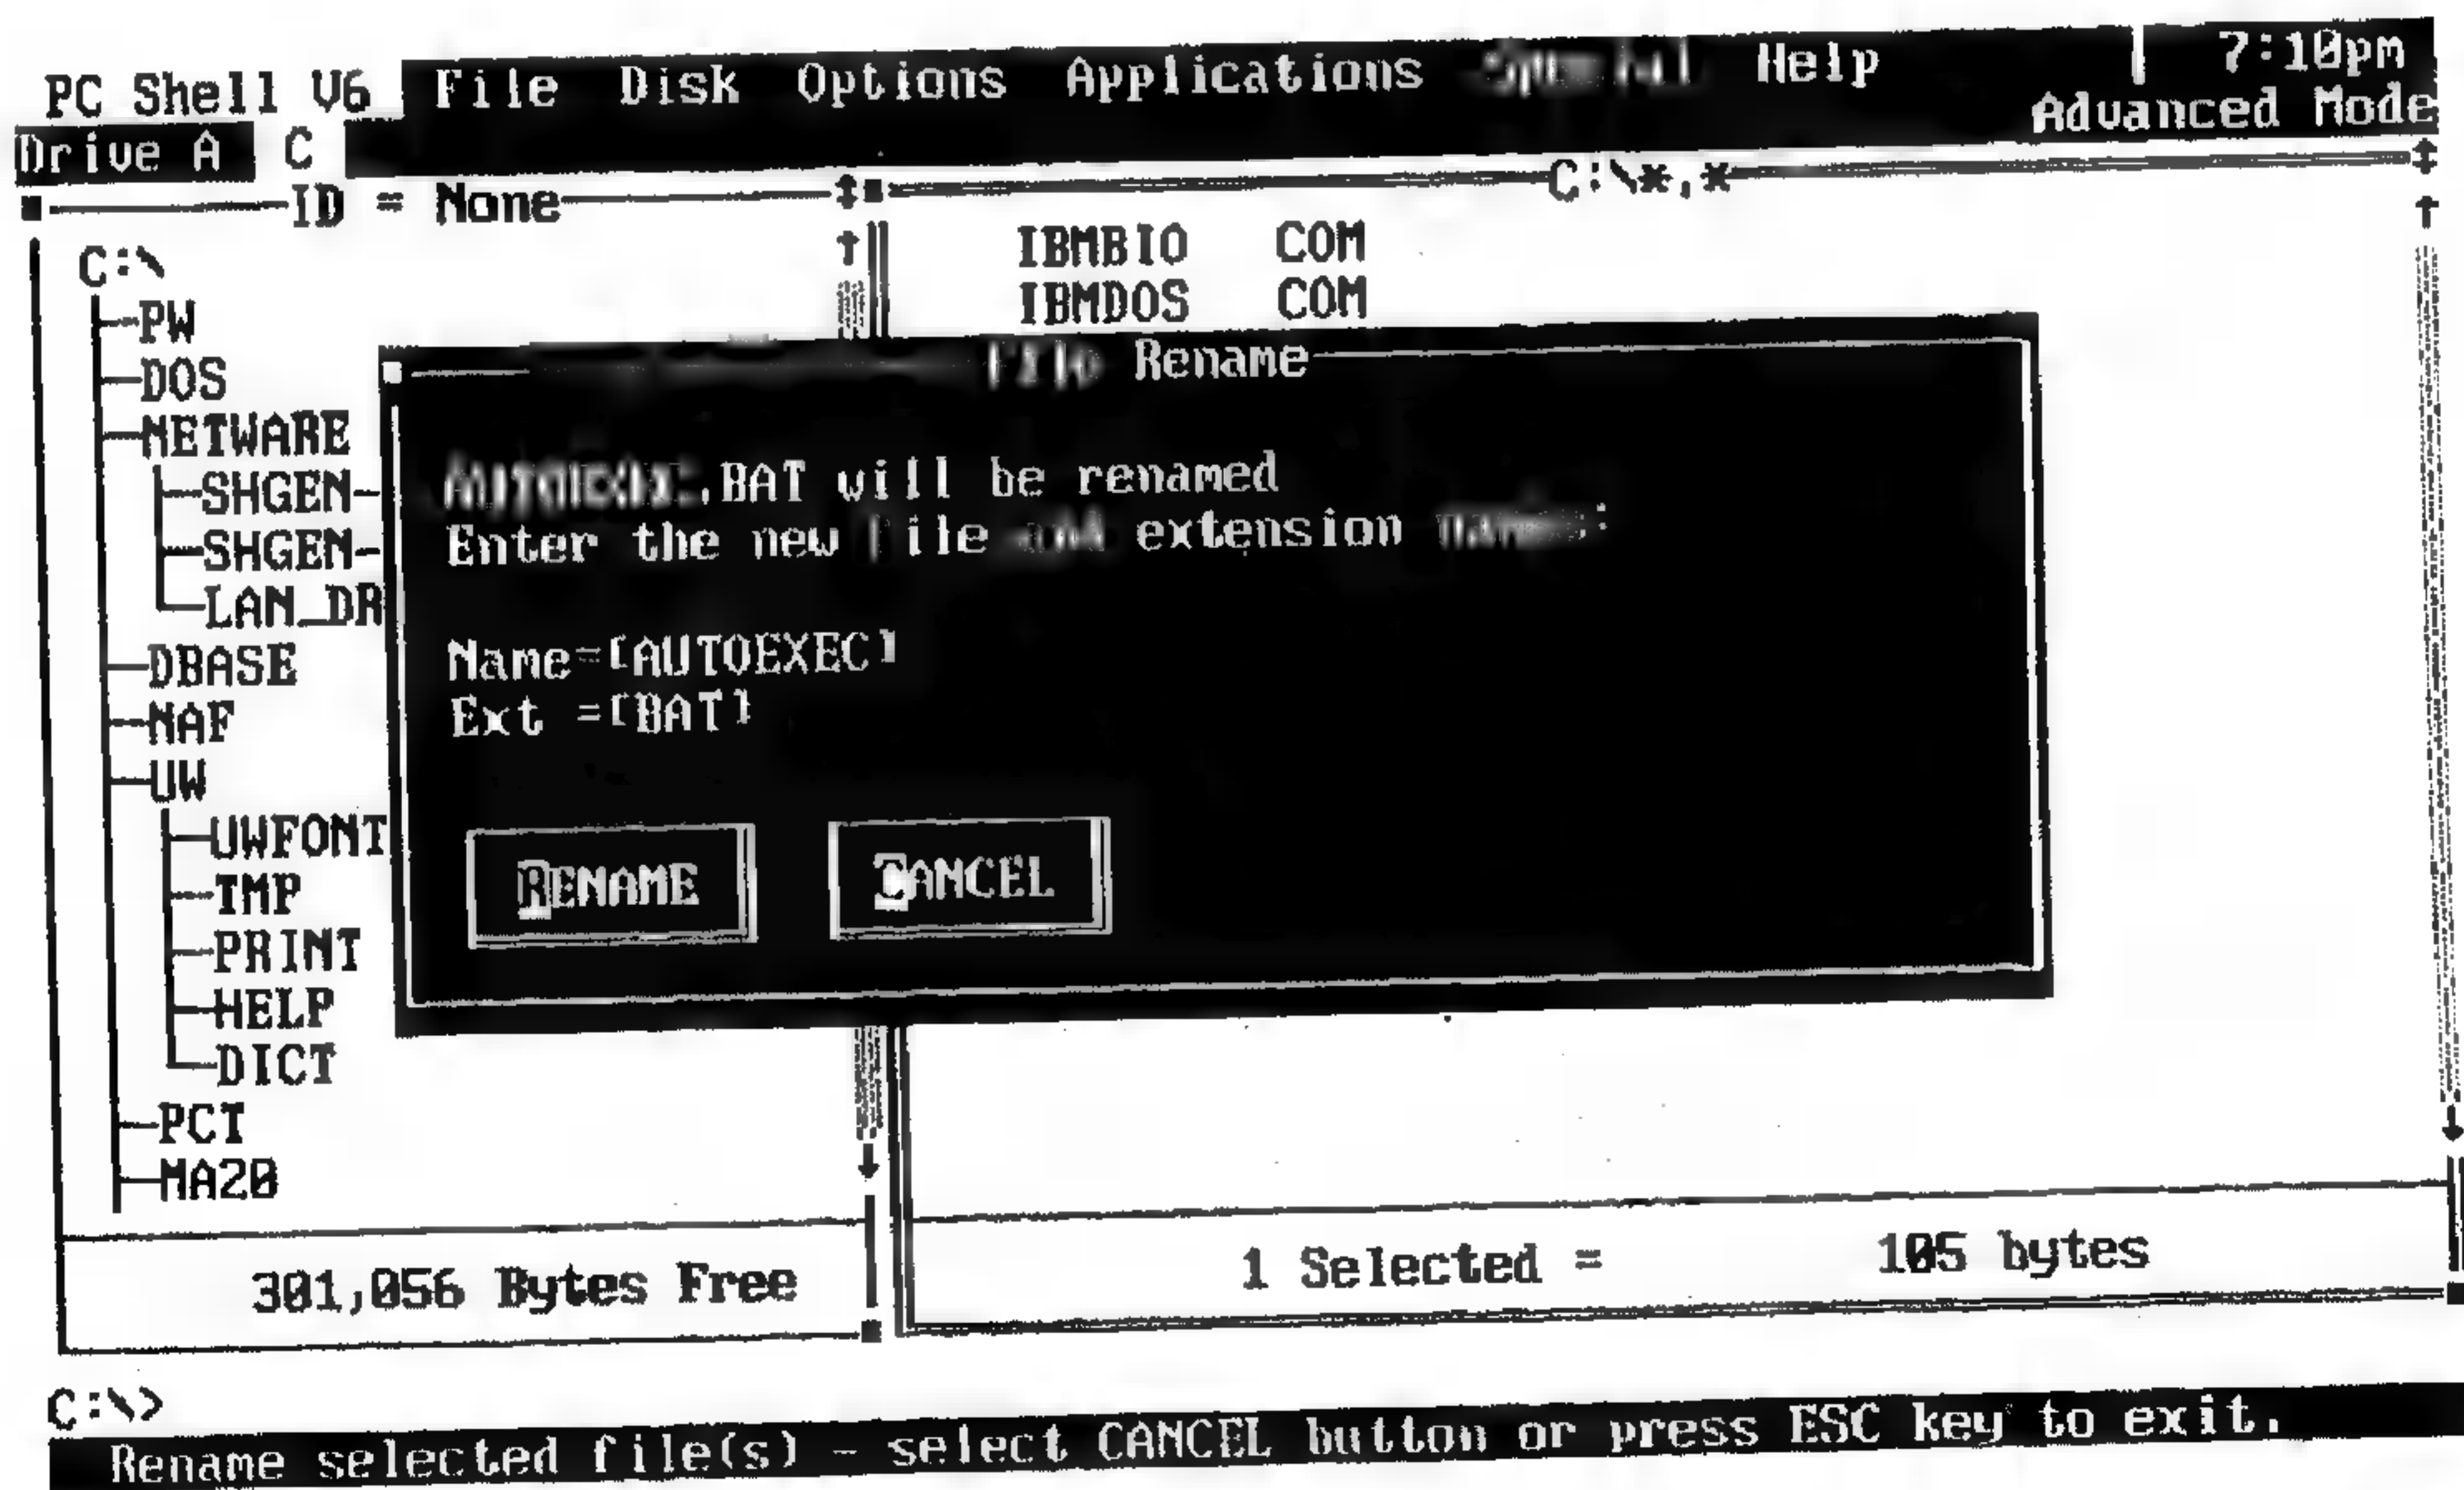 PC Shell V6 File Disk Options Applications Help 7:10pm
Advanced Mode
Drive A C
ID = None
C:\*.*
C:\
PW
DOS
NETWARE
SHGEN-
SHGEN-
LAN_DR
DBASE
NAF
UW
UWFONT
TMP
PRINT
HELP
DICT
PCT
MA20
IBMBIO COM
IBMDOS COM
File Rename
.BAT will be renamed
Enter the new file and extension
Name=[AUTOEXEC]
Ext =[BAT]
RENAME CANCEL
301,056 Bytes Free
1 Selected = 105 bytes
C:\>
Rename selected file(s) - select CANCEL button or press ESC key to exit.